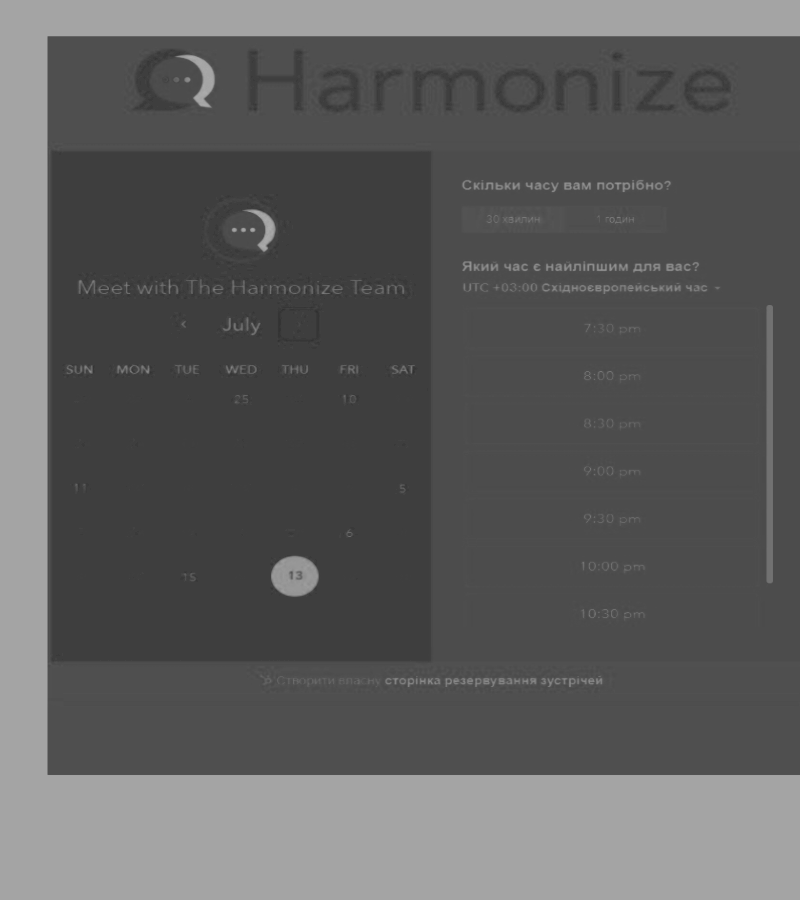 Harmonize
Meet with The Harmonize Team
July
SUN MON TUE WED THU FRI SAT
25 10
11 5
6
15 13
Скільки часу вам потрібно?
30 хвилин 1 годин
Який час є найліпшим для вас?
UTC +03:00 Східноєвропейський час
7:30 pm
8:00 pm
8:30 pm
9:00 pm
9:30 pm
10:00 pm
10:30 pm
Створити власну сторінка резервування зустрічей